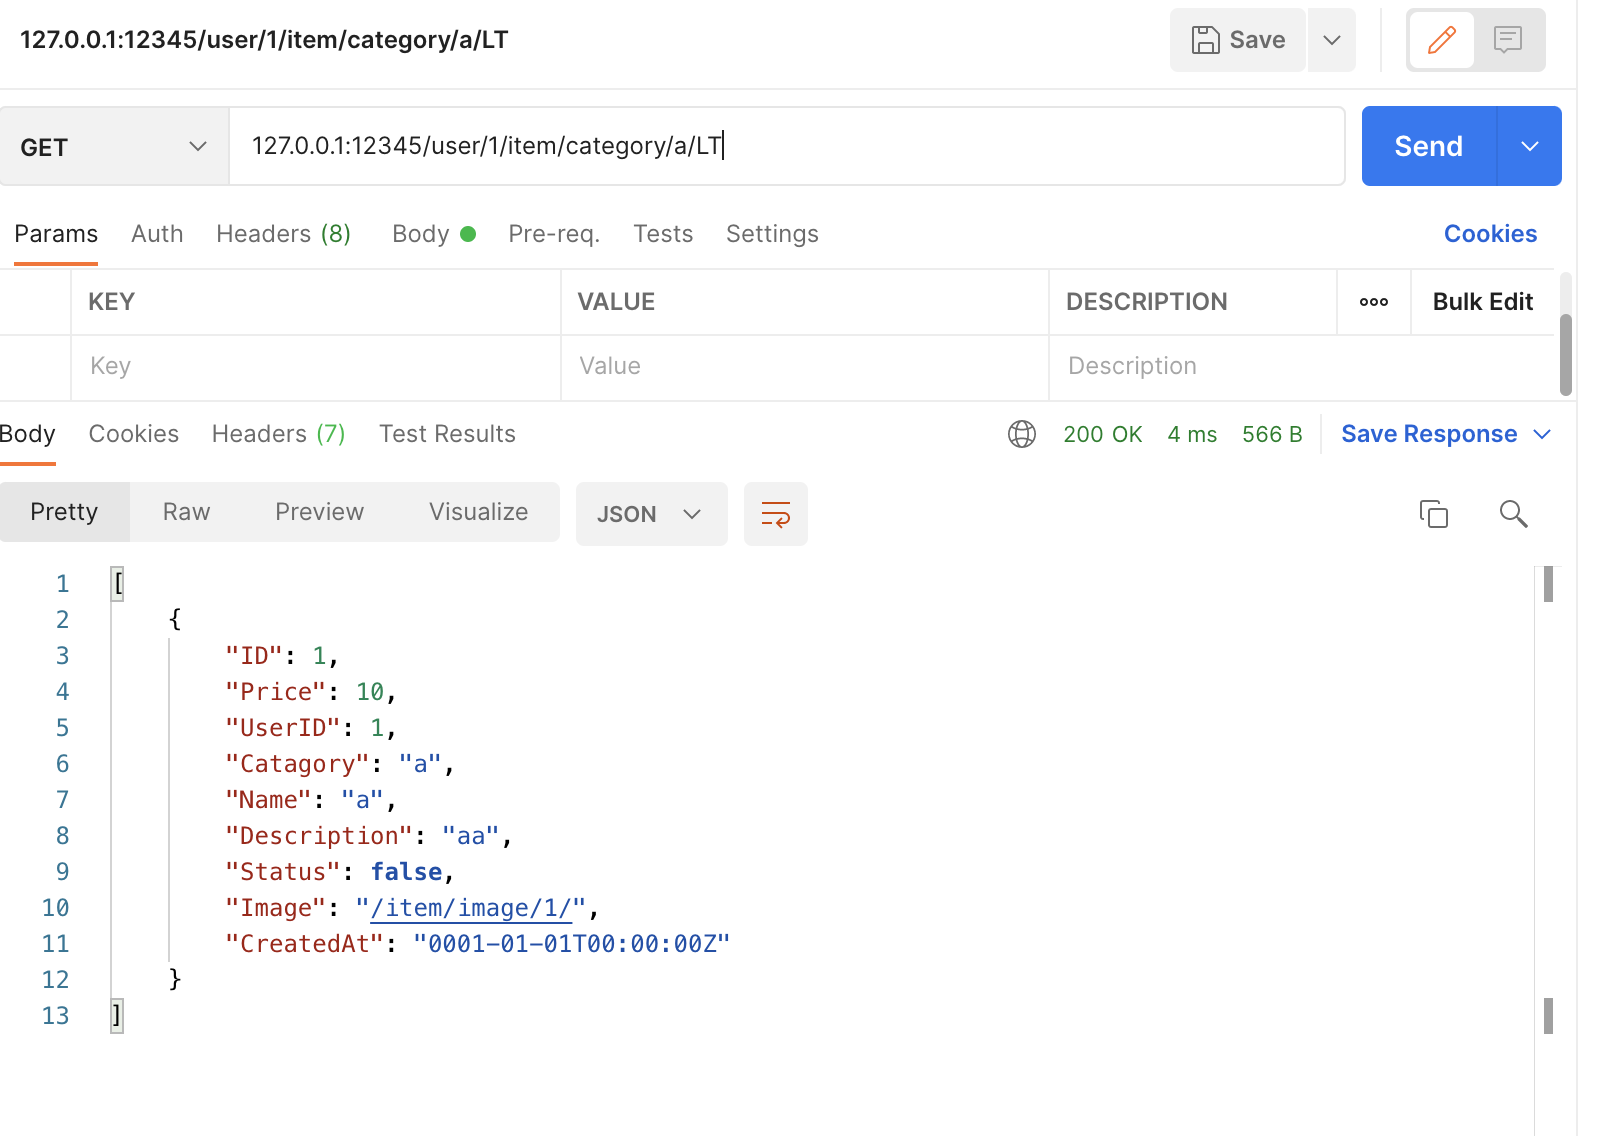 127.0.0.1:12345/user/1/item/category/a/LT
Save
GET
127.0.0.1:12345/user/1/item/category/a/LT
Send
Params Auth Headers (8) Body Pre-req. Tests Settings Cookies
KEY VALUE DESCRIPTION Bulk Edit
Key Value Description
Body Cookies Headers (7) Test Results 200 OK 4 ms 566 B Save Response
Pretty Raw Preview Visualize JSON
1 [
2 {
3 "ID": 1,
4 "Price": 10,
5 "UserID": 1,
6 "Catagory": "a",
7 "Name": "a",
8 "Description": "aa",
9 "Status": false,
10 "Image": "/item/image/1/",
11 "CreatedAt": "0001-01-01T00:00:00Z"
12 }
13 ]